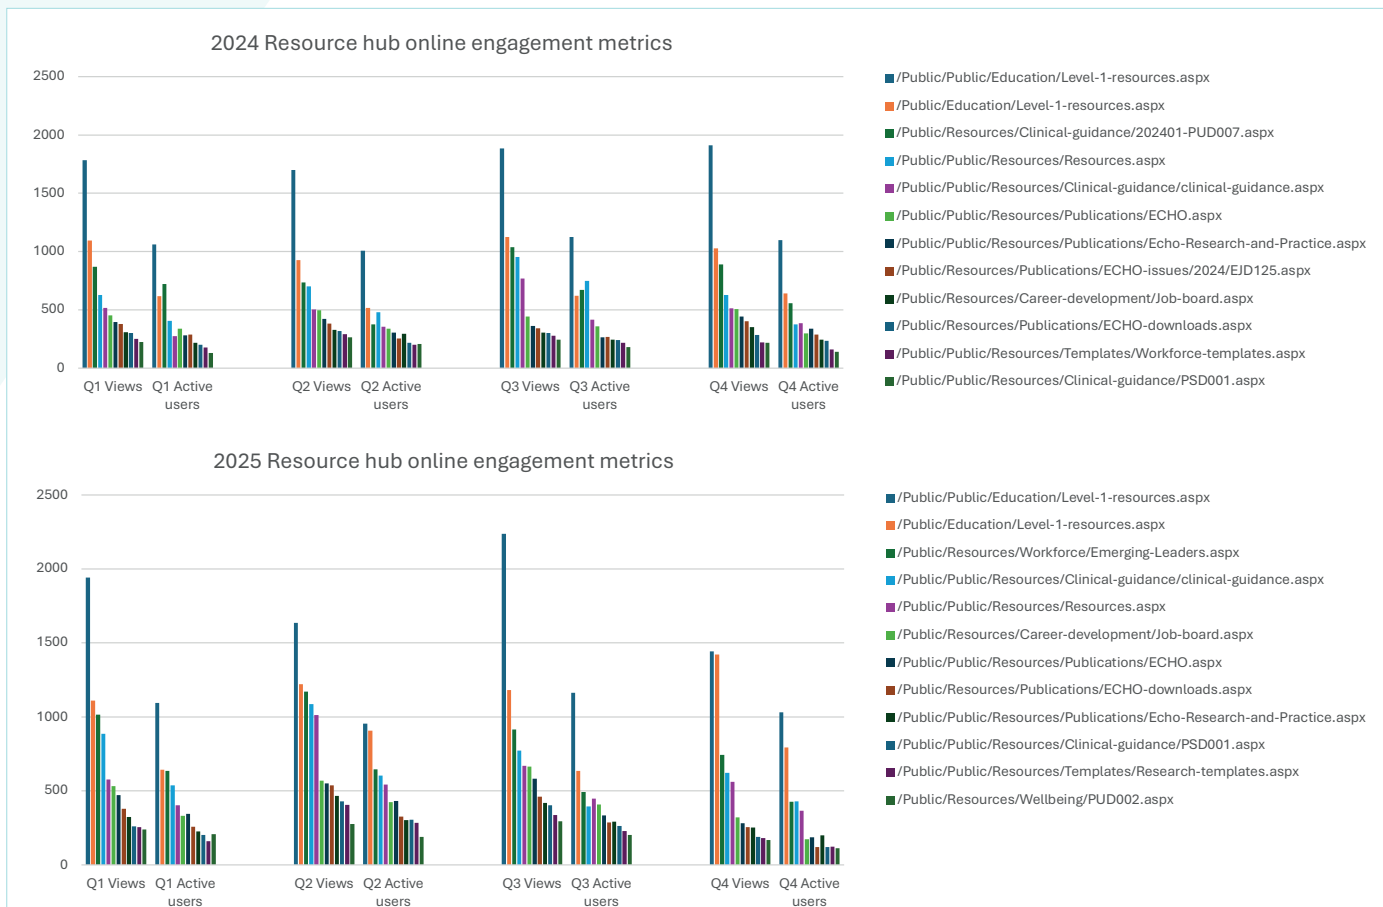 2024 Resource hub online engagement metrics
2500
2000
1500
1000
500
0
Q1 Views
Q1 Active
users
Q2 Views
Q2 Active
users
Q3 Views
Q3 Active
users
Q4 Views
Q4 Active
users
/Public/Public/Education/Level-1-resources.aspx
/Public/Education/Level-1-resources.aspx
/Public/Resources/Clinical-guidance/202401-PUD007.aspx
/Public/Public/Resources/Resources.aspx
/Public/Public/Resources/Clinical-guidance/clinical-guidance.aspx
/Public/Public/Resources/Publications/ECHO.aspx
/Public/Public/Resources/Publications/Echo-Research-and-Practice.aspx
/Public/Resources/Publications/ECHO-issues/2024/EJD125.aspx
/Public/Resources/Career-development/Job-board.aspx
/Public/Resources/Publications/ECHO-downloads.aspx
/Public/Public/Resources/Templates/Workforce-templates.aspx
/Public/Public/Resources/Clinical-guidance/PSD001.aspx
2025 Resource hub online engagement metrics
2500
2000
1500
1000
500
0
Q1 Views
Q1 Active
users
Q2 Views
Q2 Active
users
Q3 Views
Q3 Active
users
Q4 Views
Q4 Active
users
/Public/Public/Education/Level-1-resources.aspx
/Public/Education/Level-1-resources.aspx
/Public/Resources/Workforce/Emerging-Leaders.aspx
/Public/Public/Resources/Clinical-guidance/clinical-guidance.aspx
/Public/Public/Resources/Resources.aspx
/Public/Resources/Career-development/Job-board.aspx
/Public/Public/Resources/Publications/ECHO.aspx
/Public/Resources/Publications/ECHO-downloads.aspx
/Public/Public/Resources/Publications/Echo-Research-and-Practice.aspx
/Public/Public/Resources/Clinical-guidance/PSD001.aspx
/Public/Public/Resources/Templates/Research-templates.aspx
/Public/Resources/Wellbeing/PUD002.aspx